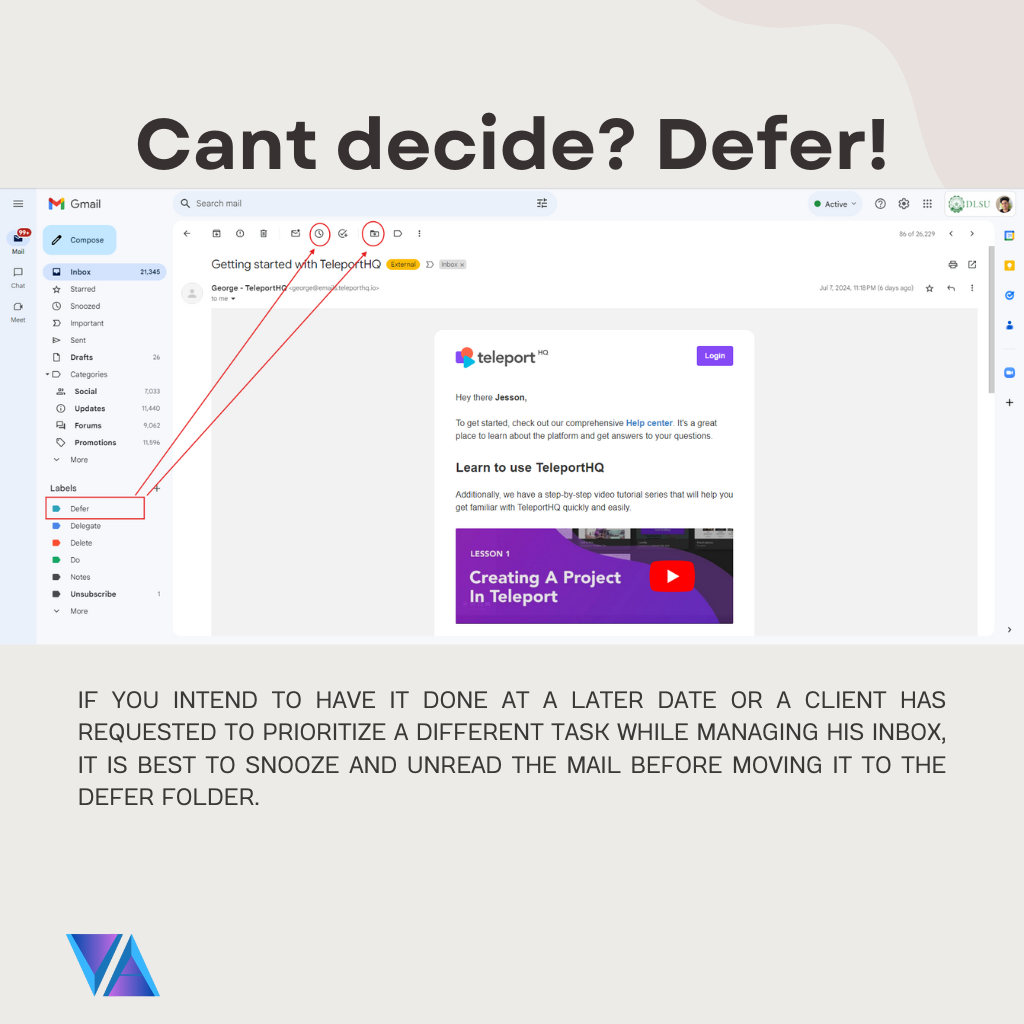 Cant decide? Defer!
Gmail
Search mail
Active
DLSU
99+
Mail
Chat
Meet
Compose
Inbox 21,345
Starred
Snoozed
Important
Sent
Drafts 26
Categories
Social 7,033
Updates 11,440
Forums 9,062
Promotions 11,596
More
Labels +
Defer
Delegate
Delete
Do
Notes
Unsubscribe 1
More
86 of 26,229
Getting started with TeleportHQ External Inbox x
George - TeleportHQ <george@emails.teleporthq.io>
to me
Jul 7, 2024, 11:18 PM (6 days ago)
teleport HQ
Login
Hey there Jesson,
To get started, check out our comprehensive Help center. It's a great
place to learn about the platform and get answers to your questions.
Learn to use TeleportHQ
Additionally, we have a step-by-step video tutorial series that will help you
get familiar with TeleportHQ quickly and easily.
LESSON 1
Creating A Project
In Teleport
IF YOU INTEND TO HAVE IT DONE AT A LATER DATE OR A CLIENT HAS
REQUESTED TO PRIORITIZE A DIFFERENT TASK WHILE MANAGING HIS INBOX,
IT IS BEST TO SNOOZE AND UNREAD THE MAIL BEFORE MOVING IT TO THE
DEFER FOLDER.
VA